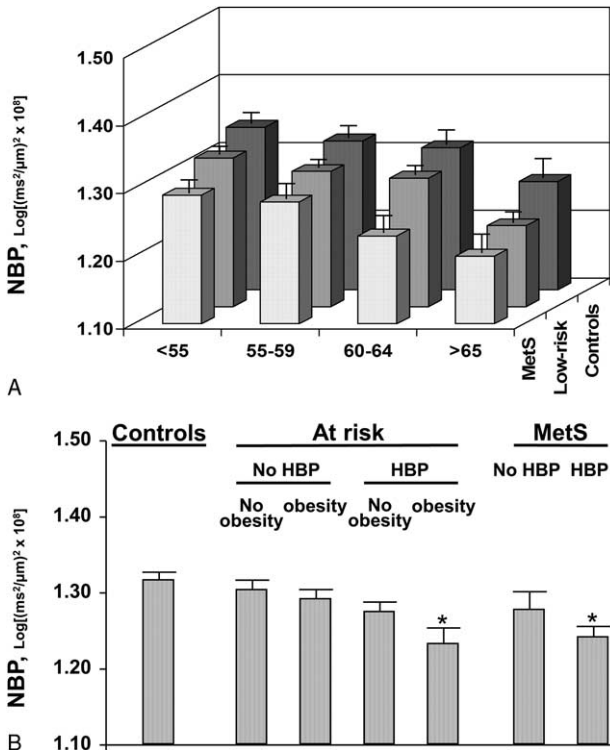 1.50
1.40
1.30
1.20
1.10
NBP, Log[(ms²/µm)² x 10⁸]
<55 55-59 60-64 >65
MetS
Low-risk
Controls
A
1.50
1.40
1.30
1.20
1.10
NBP, Log[(ms²/µm)² x 10⁸]
Controls At risk MetS
No HBP HBP No HBP HBP
No obesity obesity No obesity obesity
* *
B